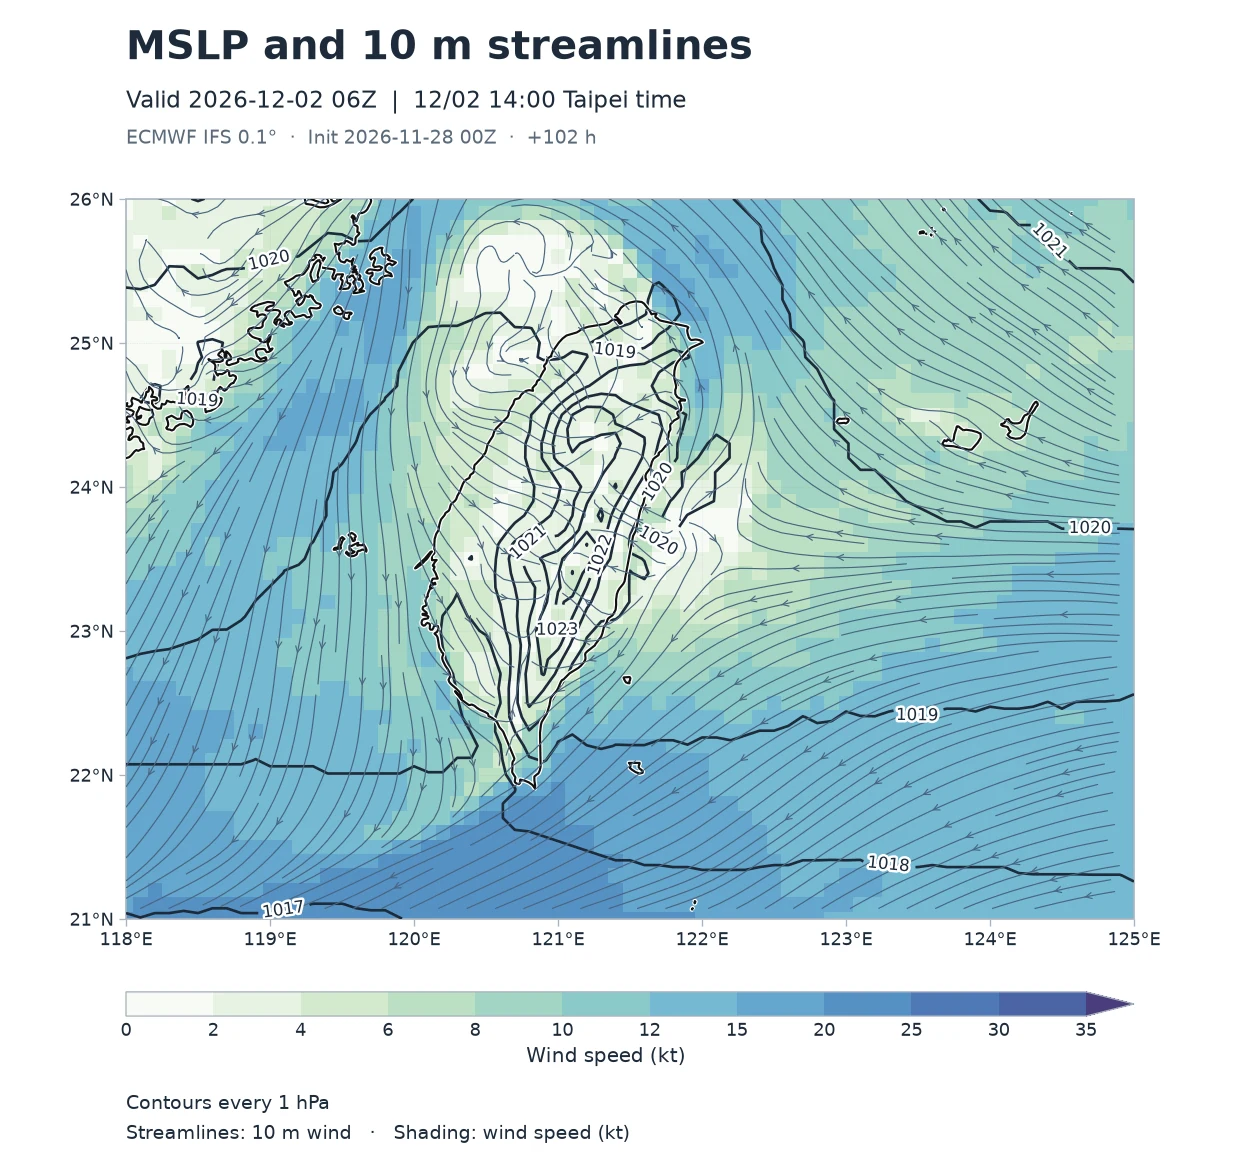 MSLP and 10 m streamlines
Valid 2026-12-02 06Z | 12/02 14:00 Taipei time
ECMWF IFS 0.1° · Init 2026-11-28 00Z · +102 h
26°N
1021
1020
25°N
1019
1019
24°N
1020
1020
1021
1020
1022
23°N
1023
1019
22°N
1018
1017
21°N
118°E 119°E 120°E 121°E 122°E 123°E 124°E 125°E
0 2 4 6 8 10 12 15 20 25 30 35
Wind speed (kt)
Contours every 1 hPa
Streamlines: 10 m wind · Shading: wind speed (kt)